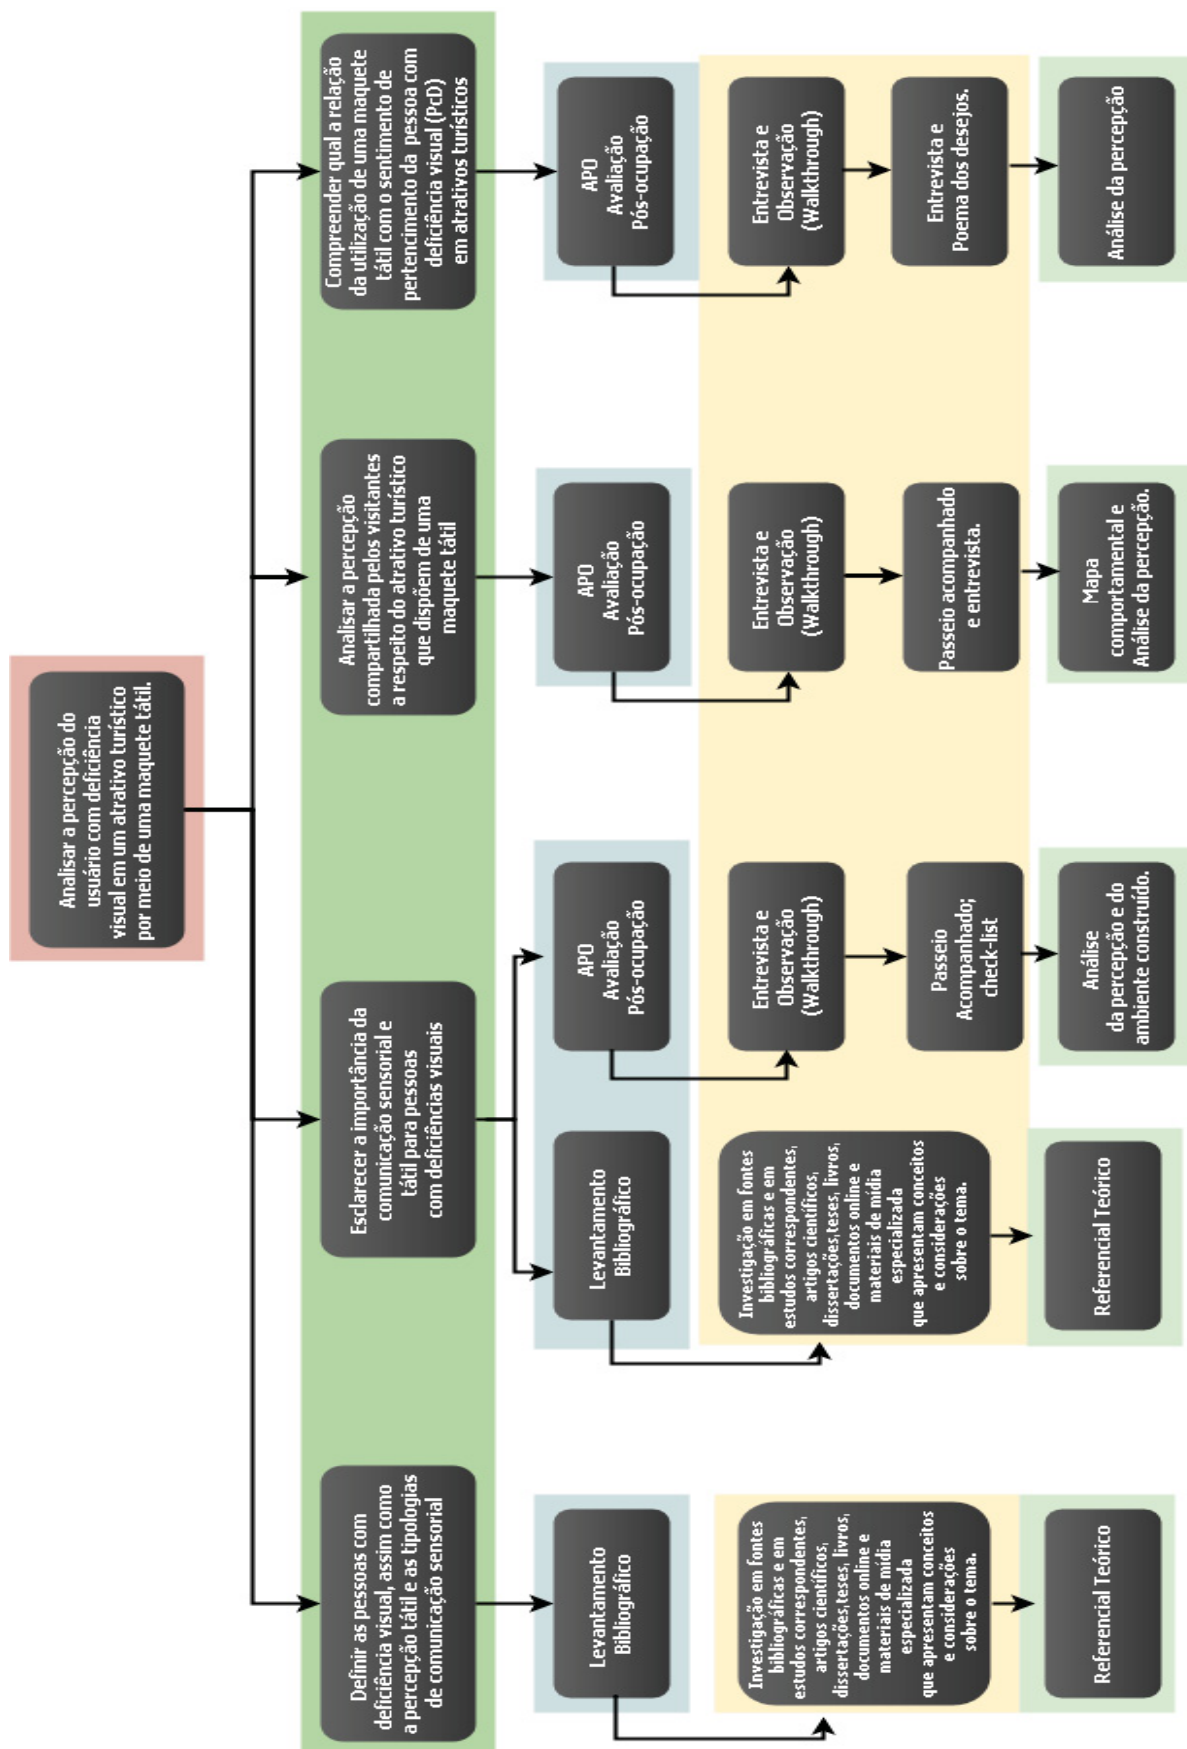 Analisar a percepção do
usuário com deficiência
visual em um atrativo turístico
por meio de uma maquete tátil.
Definir as pessoas com
deficiência visual, assim como
a percepção tátil e as tipologias
de comunicação sensorial
Esclarecer a importância da
comunicação sensorial e
tátil para pessoas
com deficiências visuais
Analisar a percepção
compartilhada pelos visitantes
a respeito do atrativo turístico
que dispõem de uma
maquete tátil
Compreender qual a relação
da utilização de uma maquete
tátil com o sentimento de
pertencimento da pessoa com
deficiência visual (PcD)
em atrativos turísticos
Levantamento
Bibliográfico
Levantamento
Bibliográfico
APO
Avaliação
Pós-ocupação
APO
Avaliação
Pós-ocupação
APO
Avaliação
Pós-ocupação
Investigação em fontes
bibliográficas e em
estudos correspondentes,
artigos científicos,
dissertações,teses, livros,
documentos online e
materiais de mídia
especializada
que apresentam conceitos
e considerações
sobre o tema.
Investigação em fontes
bibliográficas e em
estudos correspondentes,
artigos científicos,
dissertações,teses, livros,
documentos online e
materiais de mídia
especializada
que apresentam conceitos
e considerações
sobre o tema.
Entrevista e
Observação
(Walkthrough)
Entrevista e
Observação
(Walkthrough)
Entrevista e
Observação
(Walkthrough)
Passeio
Acompanhado;
check-list
Passeio acompanhado
e entrevista.
Entrevista e
Poema dos desejos.
Referencial Teórico
Referencial Teórico
Análise
da percepção e do
ambiente construído.
Mapa
comportamental e
Análise da percepção.
Análise da percepção